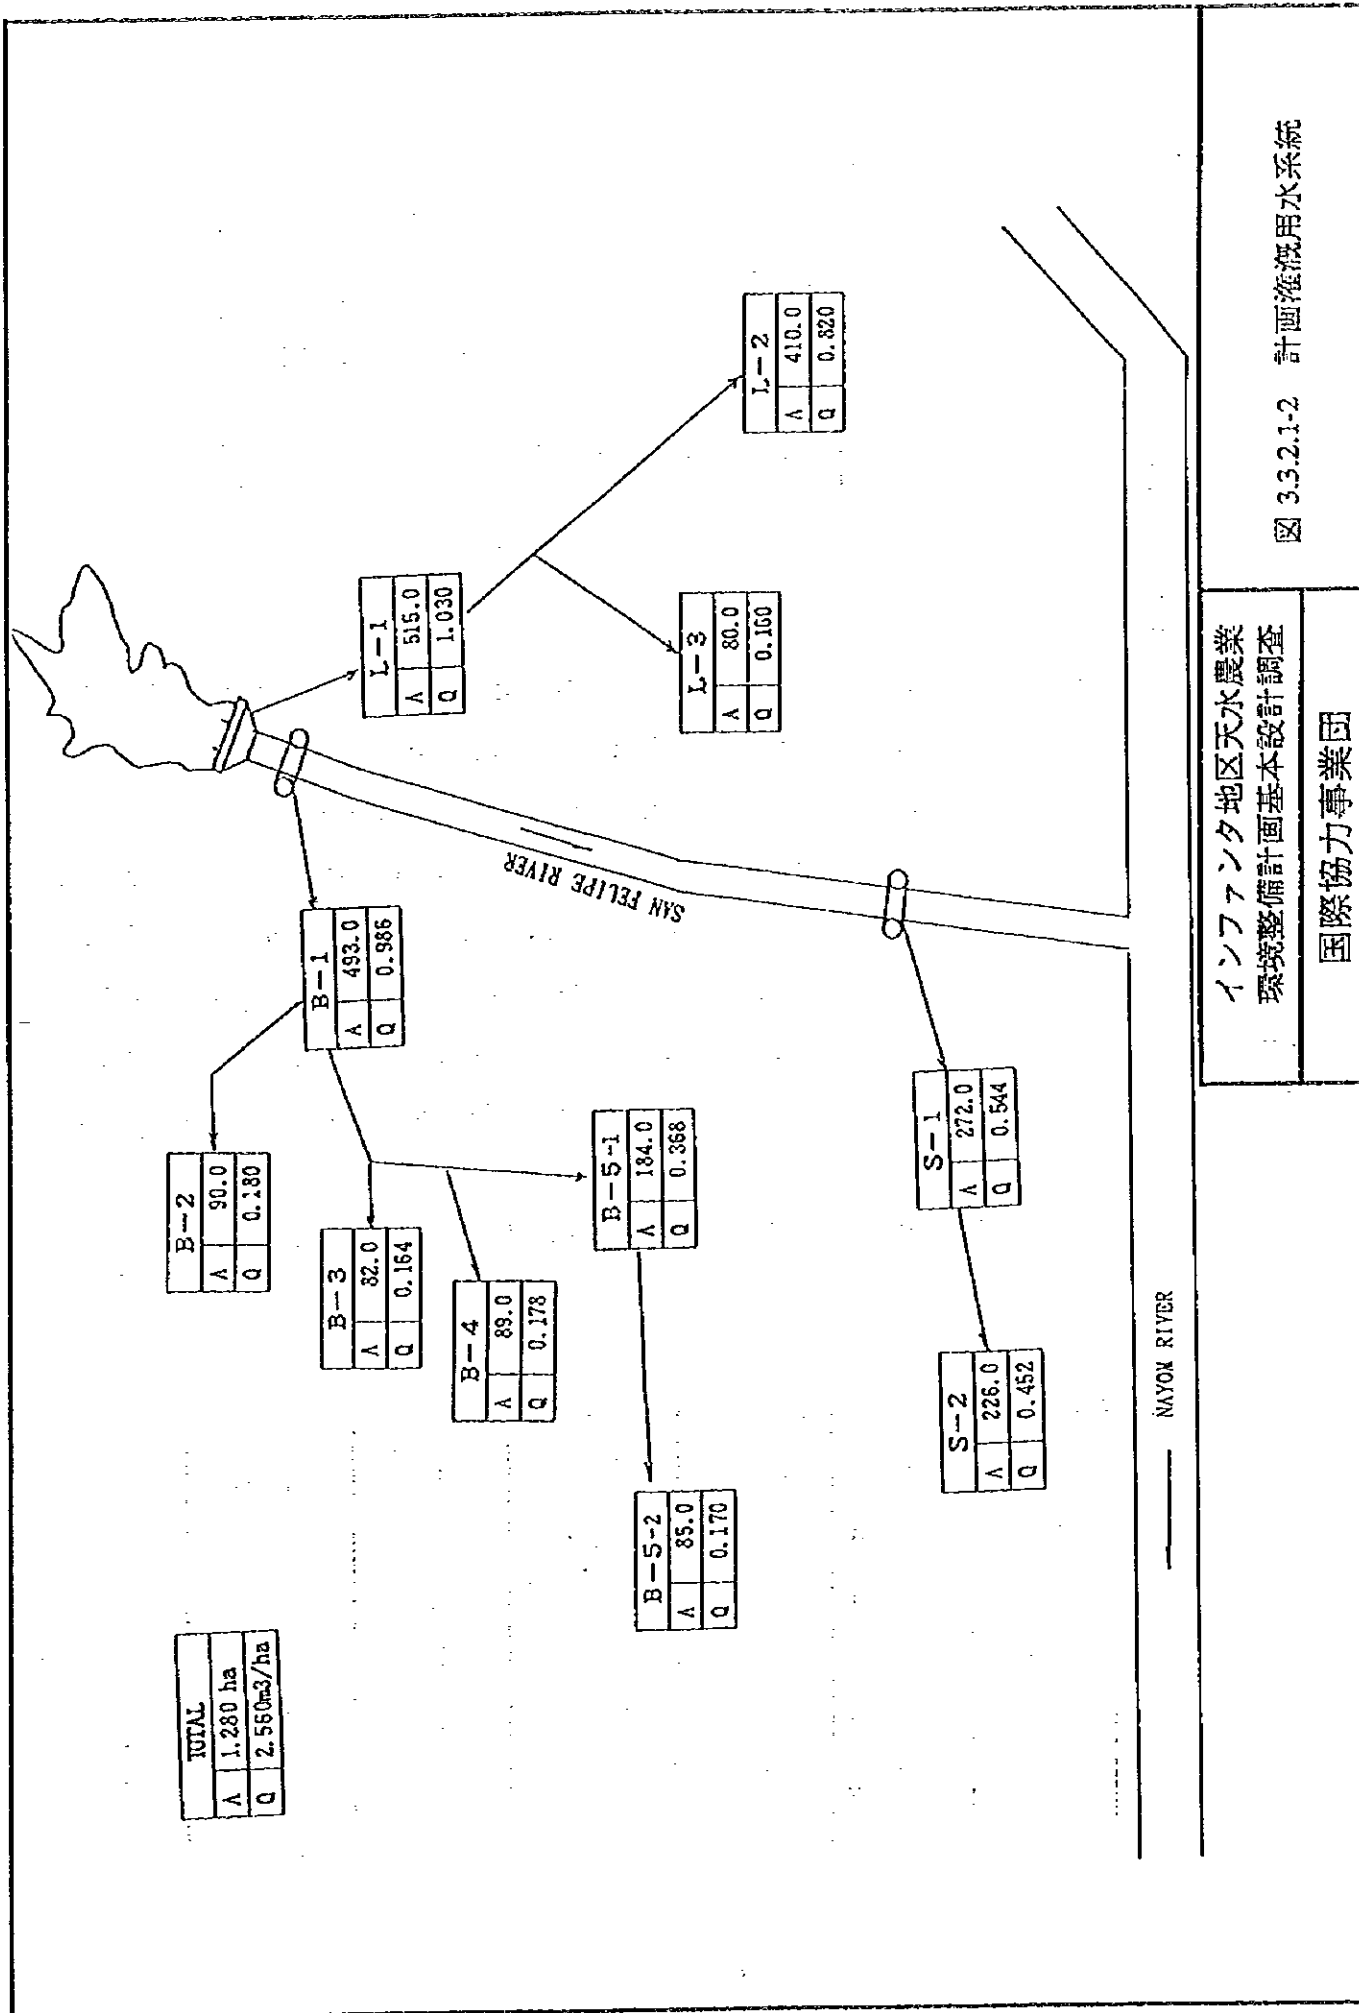 TOTAL
A 1.280 ha
Q 2.560m3/ha
B-2
A 90.0
Q 0.180
B-3
A 82.0
Q 0.164
B-4
A 89.0
Q 0.178
B-1
A 493.0
Q 0.986
B-5-1
A 184.0
Q 0.368
B-5-2
A 85.0
Q 0.170
L-1
A 515.0
Q 1.030
L-2
A 410.0
Q 0.820
L-3
A 80.0
Q 0.160
SAN FELIPE RIVER
S-1
A 272.0
Q 0.544
S-2
A 226.0
Q 0.452
NAYOM RIVER
インファンタ地区天水農業
環境整備計画基本設計調査
国際協力事業団
図 3.3.2.1-2 計画灌漑用水系統